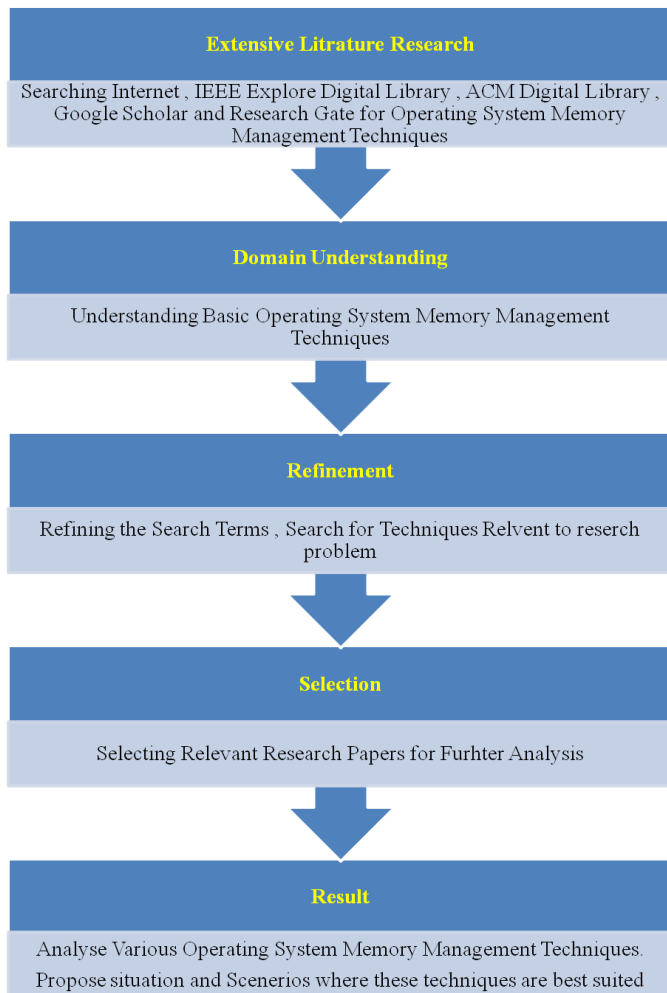 Extensive Litrature Research
Searching Internet , IEEE Explore Digital Library , ACM Digital Library ,
Google Scholar and Research Gate for Operating System Memory
Management Techniques
Domain Understanding
Understanding Basic Operating System Memory Management
Techniques
Refinement
Refining the Search Terms , Search for Techniques Relvent to reserch
problem
Selection
Selecting Relevant Research Papers for Furhter Analysis
Result
Analyse Various Operating System Memory Management Techniques.
Propose situation and Scenerios where these techniques are best suited